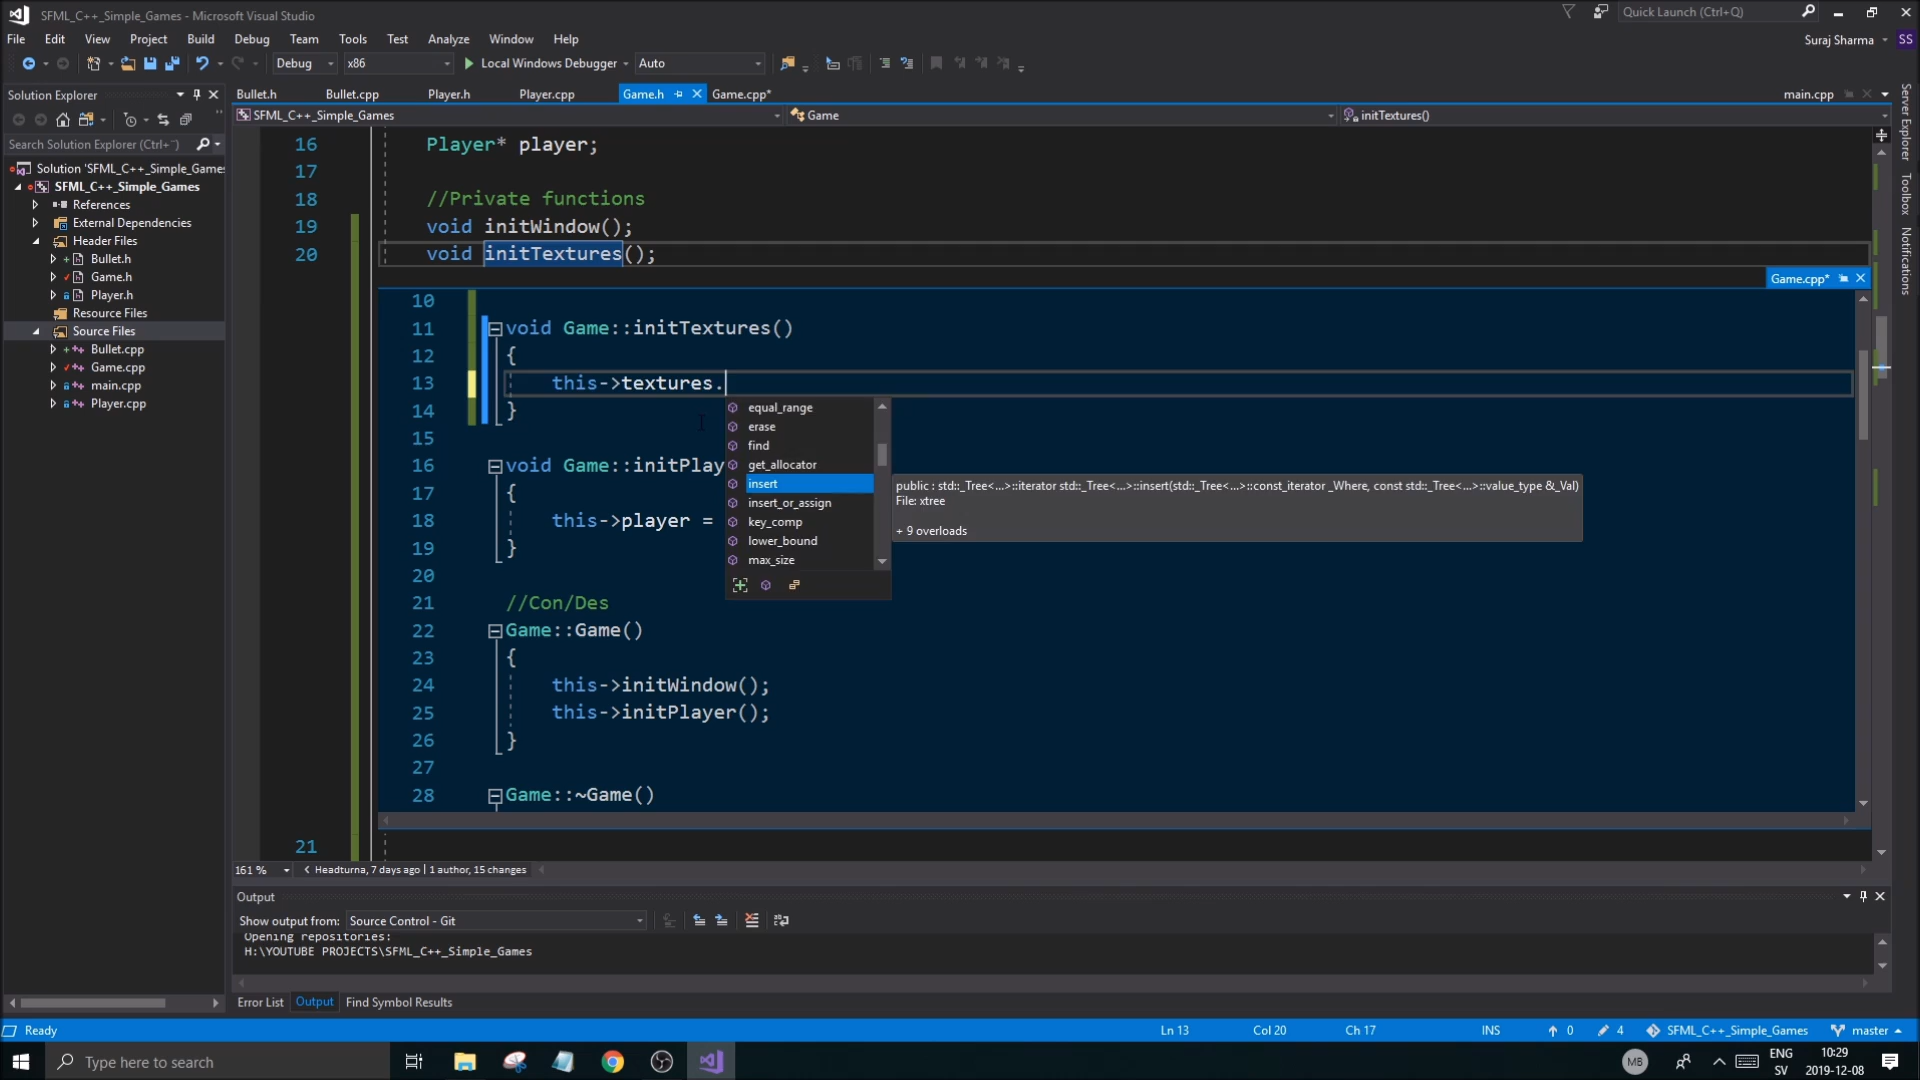 SFML_C++_Simple_Games - Microsoft Visual Studio
Quick Launch (Ctrl+Q)
File Edit View Project Build Debug Team Tools Test Analyze Window Help
Suraj Sharma SS
Debug x86 Local Windows Debugger Auto
Solution Explorer
Bullet.h Bullet.cpp Player.h Player.cpp Game.h Game.cpp* main.cpp
SFML_C++_Simple_Games Game initTextures()
Search Solution Explorer (Ctrl+¨)
Solution 'SFML_C++_Simple_Games
SFML_C++_Simple_Games
References
External Dependencies
Header Files
Bullet.h
Game.h
Player.h
Resource Files
Source Files
Bullet.cpp
Game.cpp
main.cpp
Player.cpp
16 Player* player;
17
18 //Private functions
19 void initWindow();
20 void initTextures();
Game.cpp*
10
11 void Game::initTextures()
12 {
13 this->textures.
14 }
15
16 void Game::initPlay
17 {
18 this->player =
19 }
20
21 //Con/Des
22 Game::Game()
23 {
24 this->initWindow();
25 this->initPlayer();
26 }
27
28 Game::~Game()
21
equal_range
erase
find
get_allocator
insert
insert_or_assign
key_comp
lower_bound
max_size
public : std::_Tree<...>::iterator std::_Tree<...>::insert(std::_Tree<...>::const_iterator _Where, const std::_Tree<...>::value_type &_Val)
File: xtree
+ 9 overloads
Server Explorer
Toolbox
Notifications
161 % Headturna, 7 days ago | 1 author, 15 changes
Output
Show output from: Source Control - Git
Opening repositories:
H:\YOUTUBE PROJECTS\SFML_C++_Simple_Games
Error List Output Find Symbol Results
Ready Ln 13 Col 20 Ch 17 INS 0 4 SFML_C++_Simple_Games master
Type here to search
MB
ENG
SV
10:29
2019-12-08